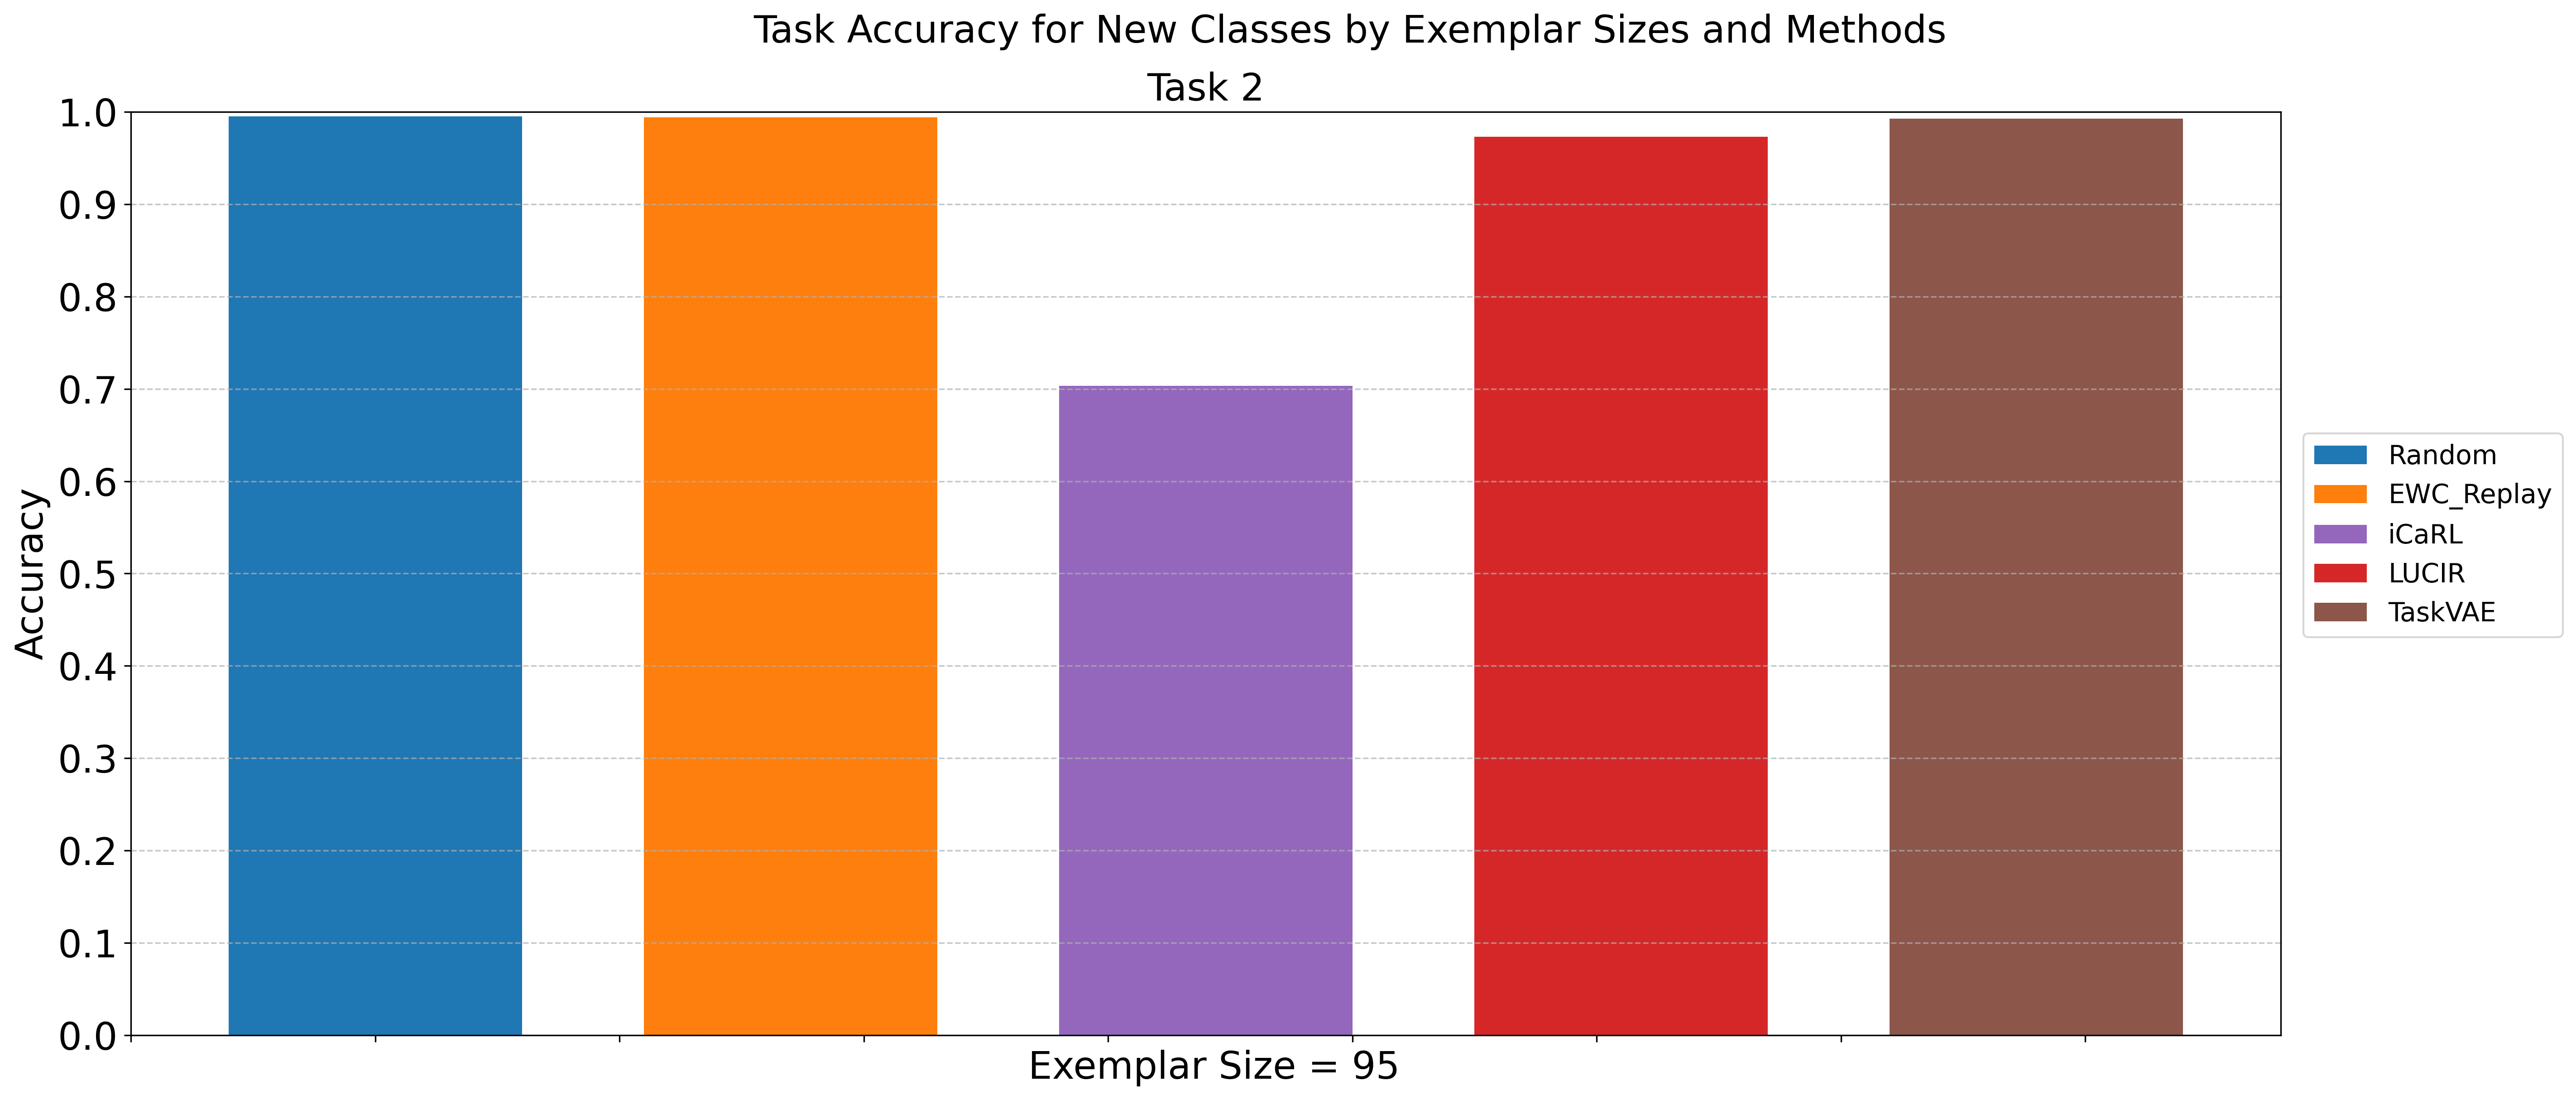 Task Accuracy for New Classes by Exemplar Sizes and Methods
Task 2
1.0
0.9
0.8
0.7
0.6
0.5
0.4
0.3
0.2
0.1
0.0
Accuracy
Exemplar Size = 95
Random
EWC_Replay
iCaRL
LUCIR
TaskVAE